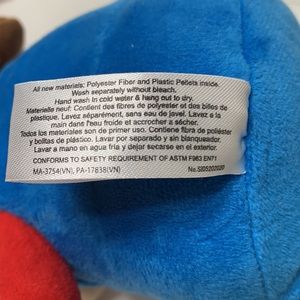 All new materials: Polyester Fiber and Plastic Pellets inside.
Wash separately without bleach.
Hand wash in cold water & hang out to dry.
Materielle neuf: Contient des fibres de polyester et des billes de
plastique. Lavez séparément, sans eau de javel. Lavez a la
main dans l'eau froide et accrocher a sécher.
Todos los materiales son de primer uso. Contiene fibra de poliéster
y bolitas de plástico. Lavar por separado, sin blanqueador.
Lavar a mano en agua fría y dejar colgado a secar.
CONFORMS TO SAFETY REQUIREMENT OF ASTM F963 EN71
MA-3754(VN), PA-17838(VN)
No.SI05202020